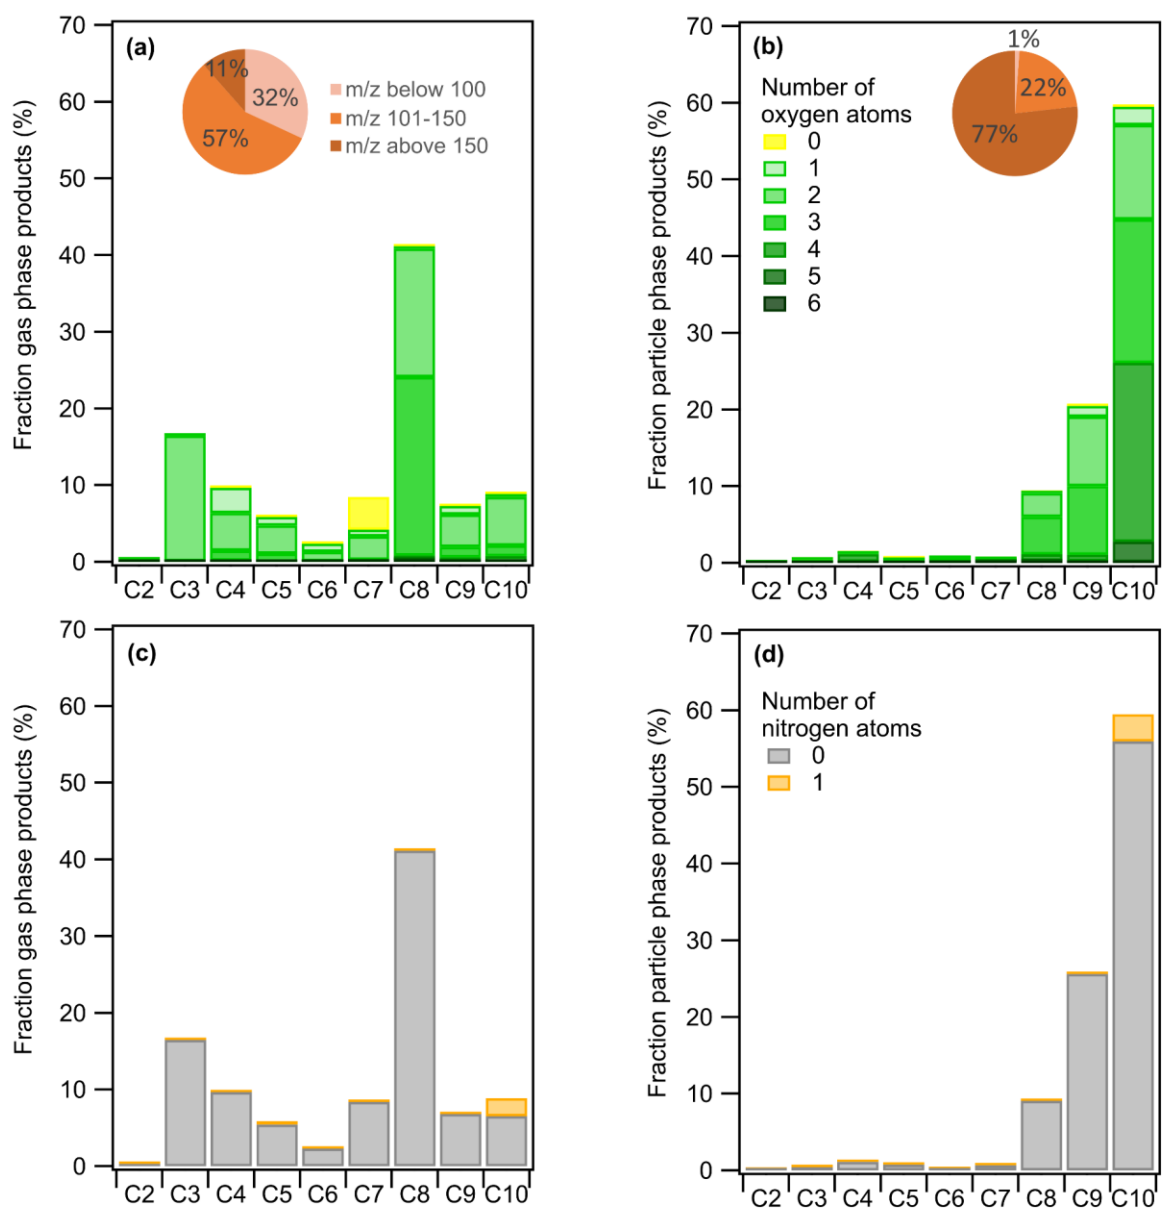 (a)
Fraction gas phase products (%)
70
60
50
40
30
20
10
0
11%
32%
57%
m/z below 100
m/z 101-150
m/z above 150
C2 C3 C4 C5 C6 C7 C8 C9 C10
(b)
Fraction particle phase products (%)
70
60
50
40
30
20
10
0
Number of
oxygen atoms
0
1
2
3
4
5
6
1%
22%
77%
C2 C3 C4 C5 C6 C7 C8 C9 C10
(c)
Fraction gas phase products (%)
70
60
50
40
30
20
10
0
C2 C3 C4 C5 C6 C7 C8 C9 C10
(d)
Fraction particle phase products (%)
70
60
50
40
30
20
10
0
Number of
nitrogen atoms
0
1
C2 C3 C4 C5 C6 C7 C8 C9 C10